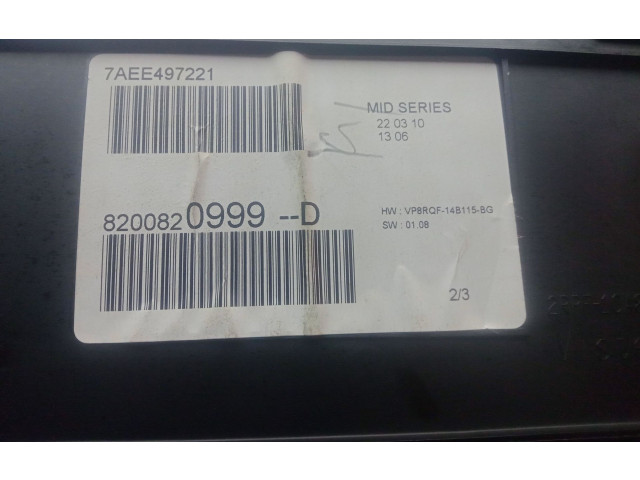 7AEE497221
MID SERIES
22 03 10
13 06
8200820999 --D
HW : VP8RQF-14B115-BG
SW : 01.08
2/3